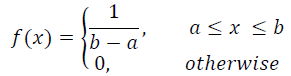 f(x) = { 1/(b − a), a ≤ x ≤ b
0, otherwise